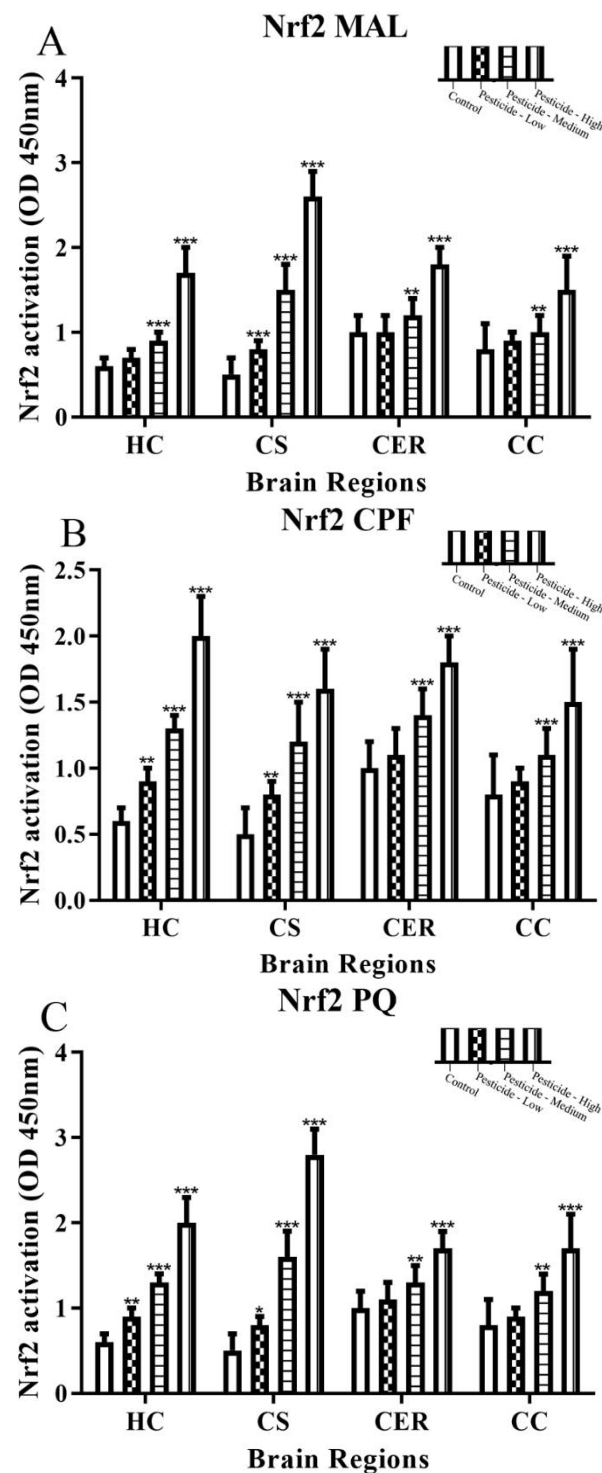 A
Nrf2 MAL
Control
Pesticide - Low
Pesticide - Medium
Pesticide - High
Nrf2 activation (OD 450nm)
4
3
2
1
0
*** *** *** *** *** ** *** ** ***
HC CS CER CC
Brain Regions
B
Nrf2 CPF
Control
Pesticide - Low
Pesticide - Medium
Pesticide - High
Nrf2 activation (OD 450nm)
2.5
2.0
1.5
1.0
0.5
0.0
** *** *** ** *** *** *** *** *** ***
HC CS CER CC
Brain Regions
C
Nrf2 PQ
Control
Pesticide - Low
Pesticide - Medium
Pesticide - High
Nrf2 activation (OD 450nm)
4
3
2
1
0
** *** *** * *** *** ** *** ** ***
HC CS CER CC
Brain Regions